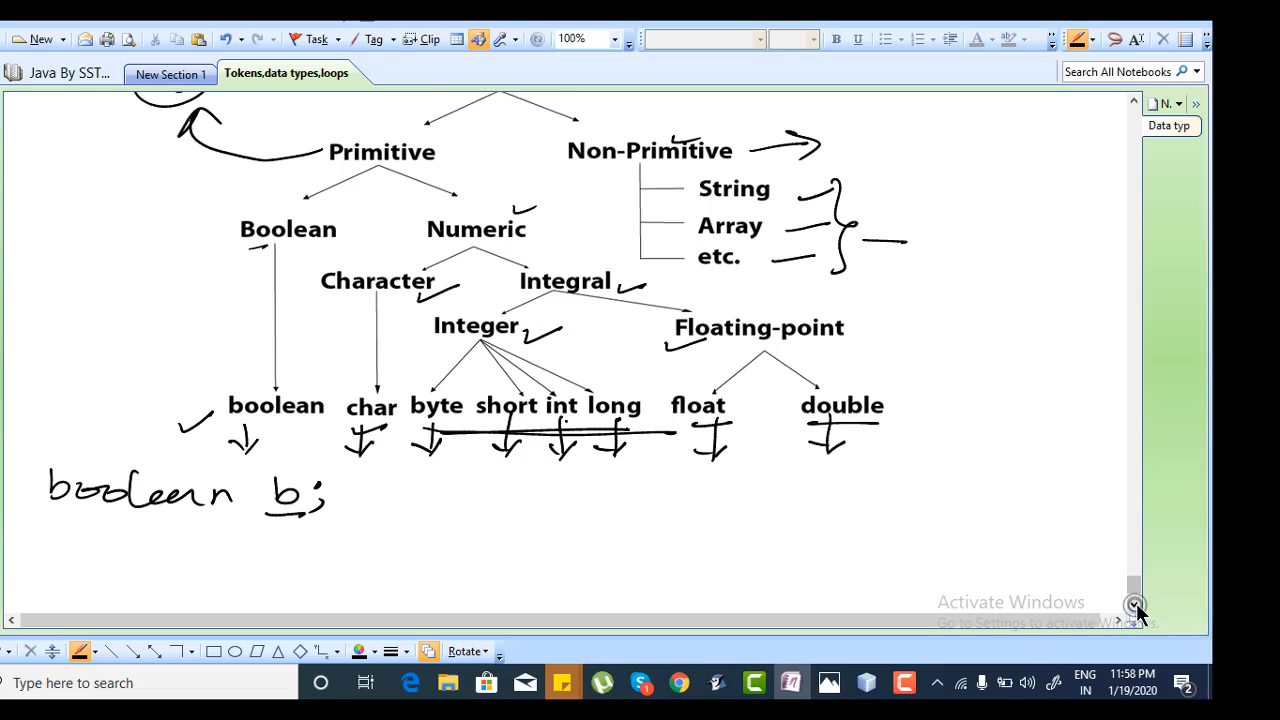 New Task Tag Clip 100% B U
Java By SST... New Section 1 Tokens,data types,loops Search All Notebooks
N.
Data typ
Primitive Non-Primitive
String
Boolean Numeric Array
etc.
Character Integral
Integer Floating-point
boolean char byte short int long float double
boolean b;
Activate Windows
Go to Settings to activate Windows.
Rotate
Type here to search
ENG 11:58 PM
IN 1/19/2020 2